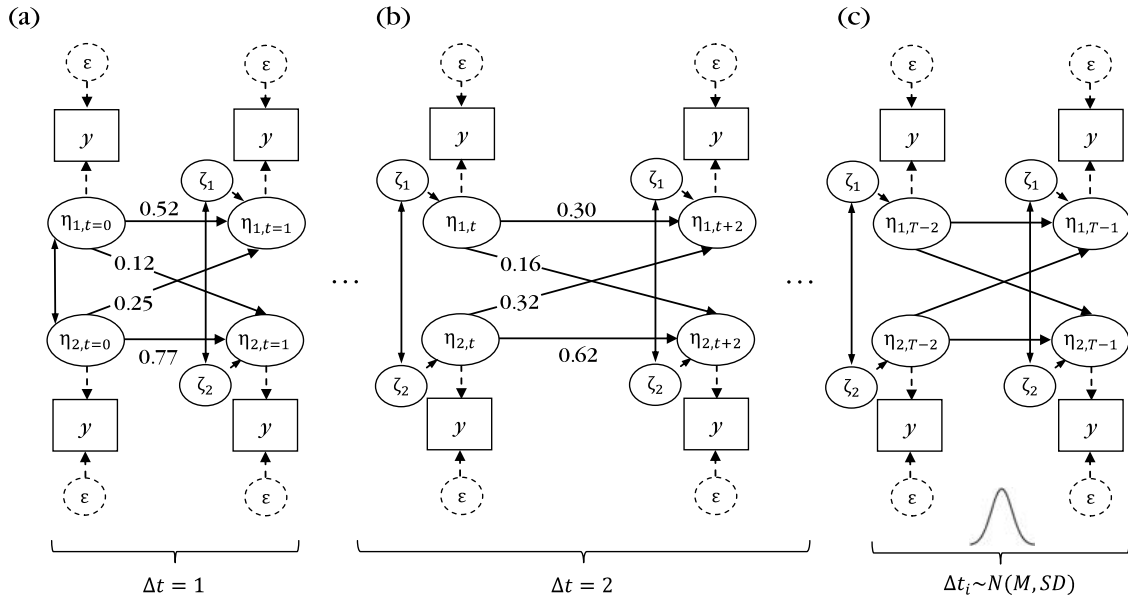 (a)
(b)
(c)
ε ε ε ε ε ε
y y y y y y
ζ₁ ζ₁ ζ₁ ζ₁ ζ₁
η₁,t=0 0.52 η₁,t=1 η₁,t 0.30 η₁,t+2 η₁,T−2 η₁,T−1
0.12 0.16
... ...
0.25 0.32
η₂,t=0 0.77 η₂,t=1 η₂,t 0.62 η₂,t+2 η₂,T−2 η₂,T−1
ζ₂ ζ₂ ζ₂ ζ₂ ζ₂
y y y y y y
ε ε ε ε ε ε
Δt = 1
Δt = 2
Δtᵢ~N(M, SD)